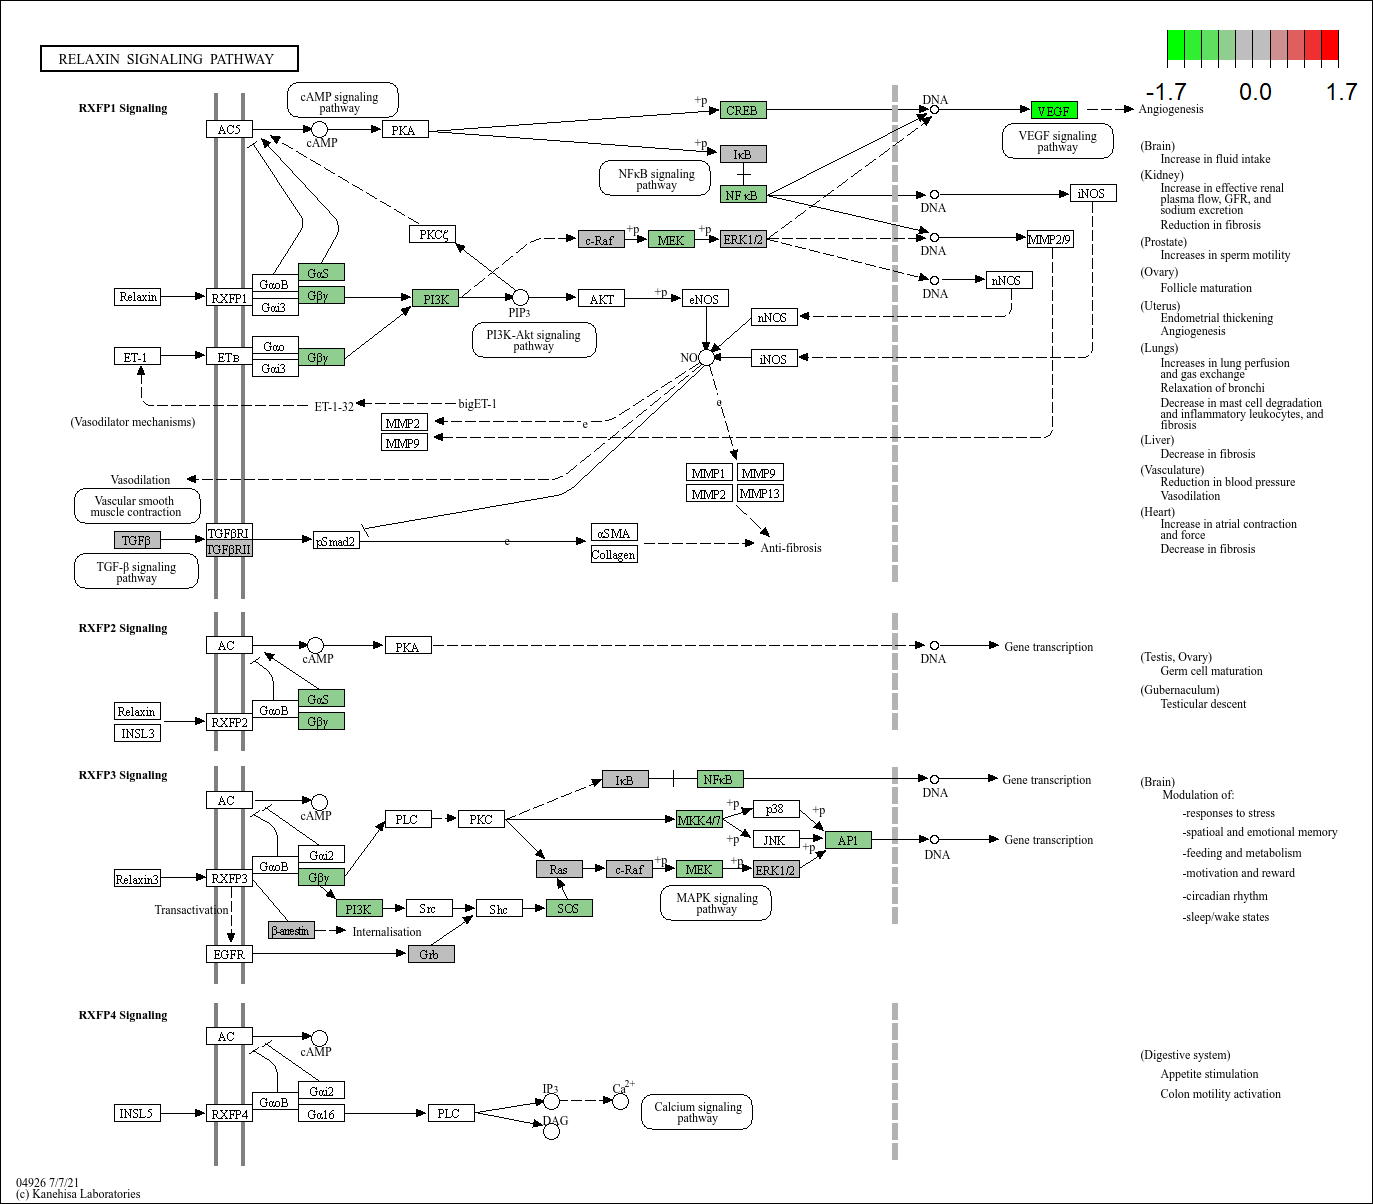 RELAXIN SIGNALING PATHWAY
-1.7 0.0 1.7
RXFP1 Signaling
cAMP signaling
pathway
AC5
cAMP
PKA
+p
CREB
DNA
VEGF
Angiogenesis
VEGF signaling
pathway
+p
IκB
NFκB signaling
pathway
NFκB
DNA
iNOS
PKCζ
c-Raf
+p
MEK
+p
ERK1/2
DNA
MMP2/9
GαS
GαoB
Gβγ
Gαi3
Relaxin
RXFP1
PI3K
PIP3
AKT
+p
eNOS
DNA
nNOS
nNOS
PI3K-Akt signaling
pathway
ET-1
ETB
Gαo
Gαi3
Gβγ
NO
iNOS
ET-1-32
bigET-1
(Vasodilator mechanisms)
MMP2
MMP9
e
e
Vasodilation
MMP1
MMP9
MMP2
MMP13
Vascular smooth
muscle contraction
TGFβ
TGFβRI
TGFβRII
pSmad2
e
αSMA
Collagen
Anti-fibrosis
TGF-β signaling
pathway
(Brain)
Increase in fluid intake
(Kidney)
Increase in effective renal
plasma flow, GFR, and
sodium excretion
Reduction in fibrosis
(Prostate)
Increases in sperm motility
(Ovary)
Follicle maturation
(Uterus)
Endometrial thickening
Angiogenesis
(Lungs)
Increases in lung perfusion
and gas exchange
Relaxation of bronchi
Decrease in mast cell degradation
and inflammatory leukocytes, and
fibrosis
(Liver)
Decrease in fibrosis
(Vasculature)
Reduction in blood pressure
Vasodilation
(Heart)
Increase in atrial contraction
and force
Decrease in fibrosis
RXFP2 Signaling
AC
cAMP
PKA
DNA
Gene transcription
GαS
GαoB
Gβγ
Relaxin
INSL3
RXFP2
(Testis, Ovary)
Germ cell maturation
(Gubernaculum)
Testicular descent
RXFP3 Signaling
AC
cAMP
PLC
PKC
IκB
NFκB
DNA
Gene transcription
MKK4/7
+p
p38
+p
+p
JNK
+p
AP1
DNA
Gene transcription
Gαi2
GαoB
Gβγ
Relaxin3
RXFP3
Ras
c-Raf
+p
MEK
+p
ERK1/2
MAPK signaling
pathway
Transactivation
PI3K
Src
Shc
SOS
β-arrestin
Internalisation
EGFR
Grb
(Brain)
Modulation of:
-responses to stress
-spatioal and emotional memory
-feeding and metabolism
-motivation and reward
-circadian rhythm
-sleep/wake states
RXFP4 Signaling
AC
cAMP
Gαi2
GαoB
Gα16
INSL5
RXFP4
PLC
IP3
DAG
Ca2+
Calcium signaling
pathway
(Digestive system)
Appetite stimulation
Colon motility activation
04926 7/7/21
(c) Kanehisa Laboratories